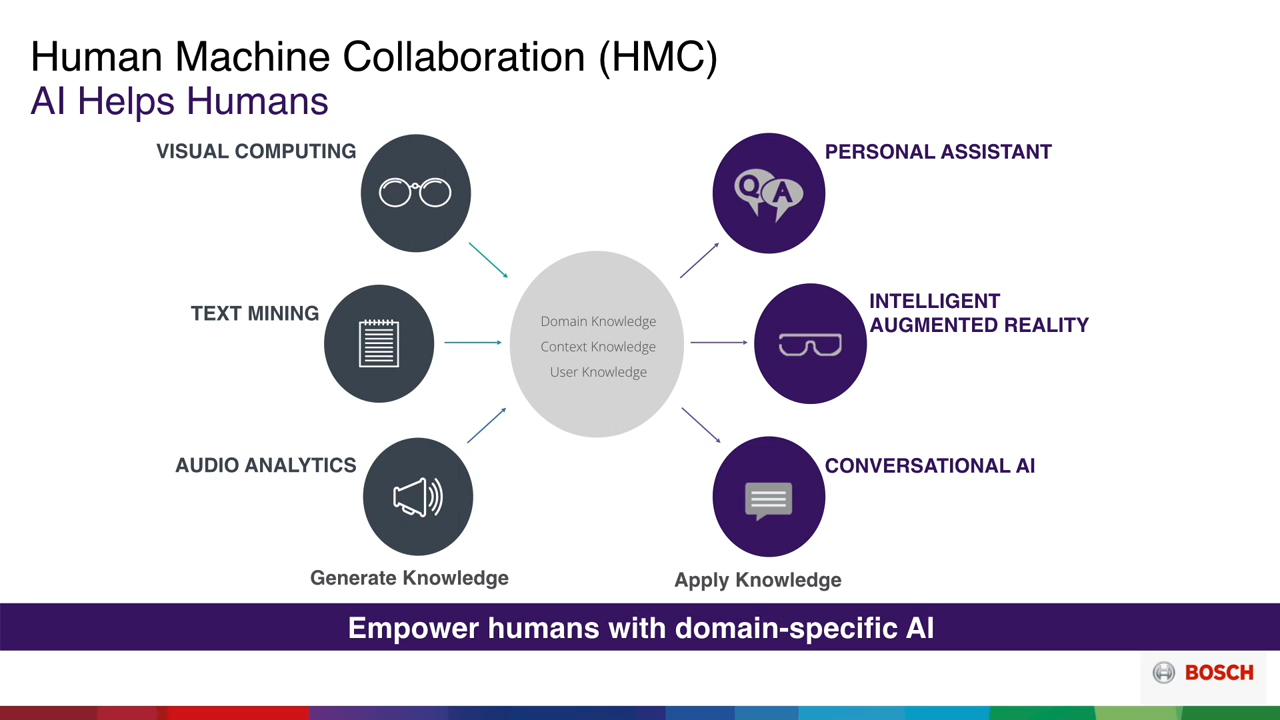 Human Machine Collaboration (HMC)
AI Helps Humans
VISUAL COMPUTING
TEXT MINING
AUDIO ANALYTICS
Generate Knowledge
Domain Knowledge
Context Knowledge
User Knowledge
Q A
PERSONAL ASSISTANT
INTELLIGENT
AUGMENTED REALITY
CONVERSATIONAL AI
Apply Knowledge
Empower humans with domain-specific AI
BOSCH